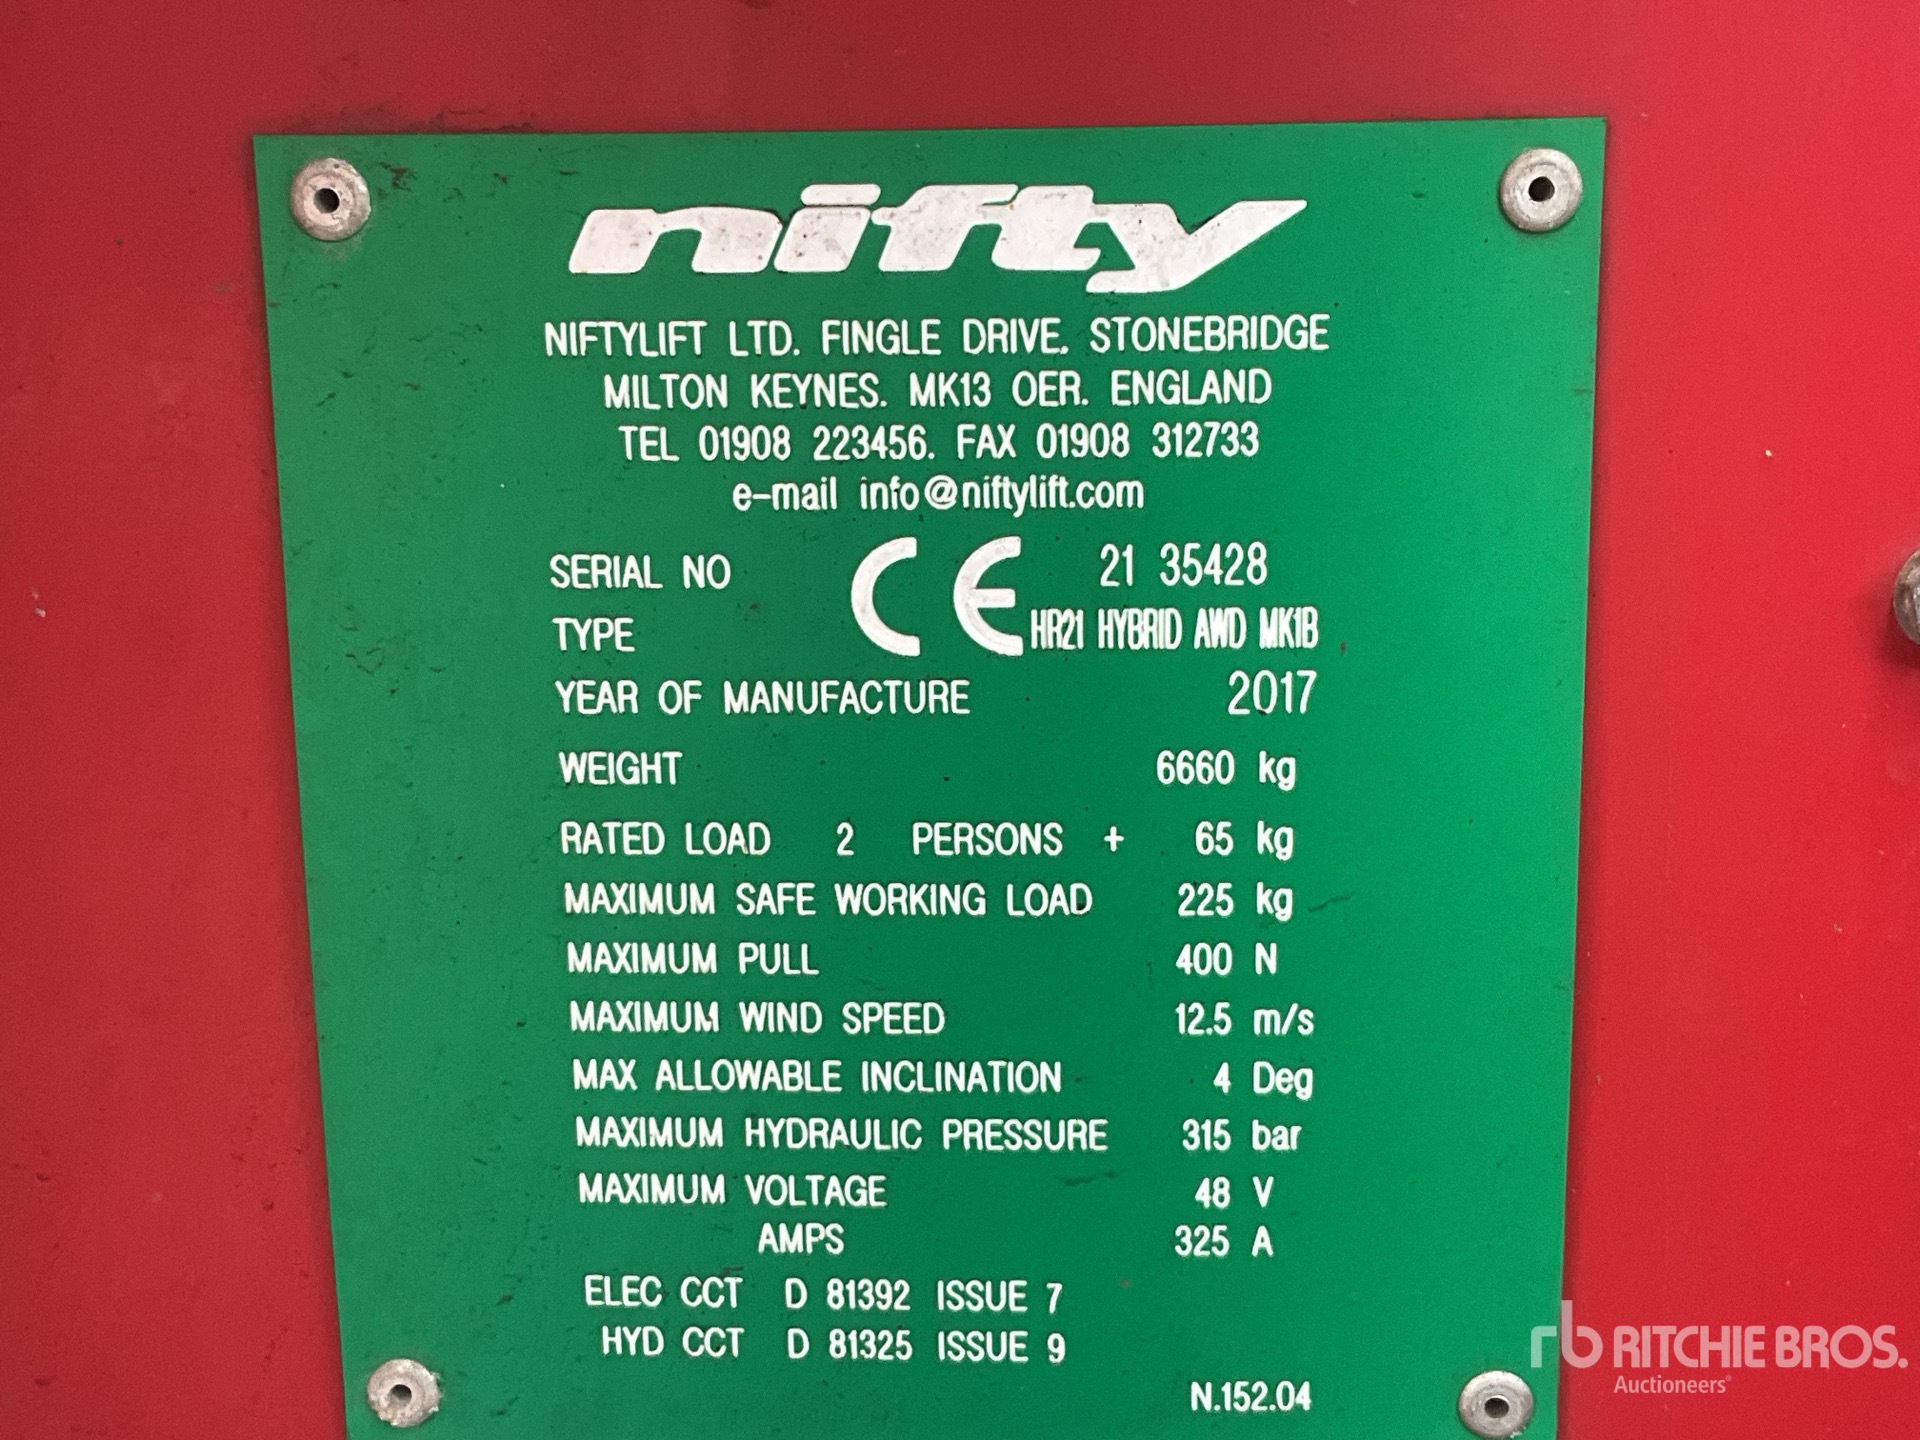 nifty
NIFTYLIFT LTD. FINGLE DRIVE. STONEBRIDGE
MILTON KEYNES. MK13 OER. ENGLAND
TEL 01908 223456. FAX 01908 312733
e-mail info@niftylift.com
SERIAL NO CE 21 35428
TYPE HR21 HYBRID AWD MK1B
YEAR OF MANUFACTURE 2017
WEIGHT 6660 kg
RATED LOAD 2 PERSONS + 65 kg
MAXIMUM SAFE WORKING LOAD 225 kg
MAXIMUM PULL 400 N
MAXIMUM WIND SPEED 12.5 m/s
MAX ALLOWABLE INCLINATION 4 Deg
MAXIMUM HYDRAULIC PRESSURE 315 bar
MAXIMUM VOLTAGE 48 V
AMPS 325 A
ELEC CCT D 81392 ISSUE 7
HYD CCT D 81325 ISSUE 9
N.152.04
rb RITCHIE BROS.
Auctioneers®